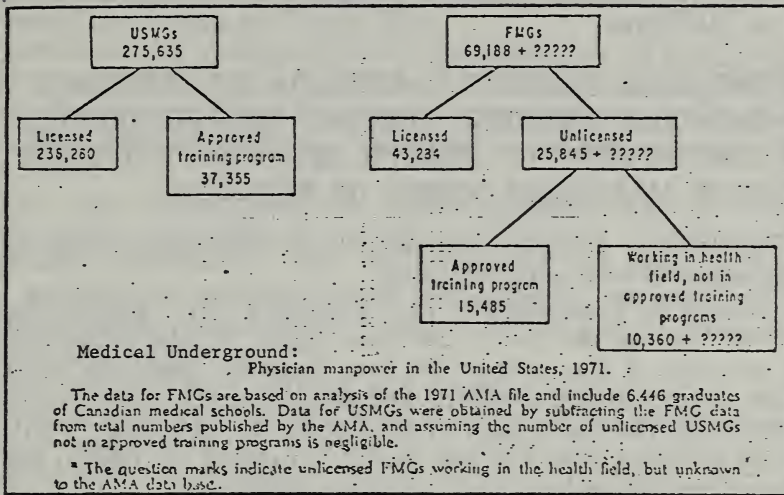 USMGs
275,635
FMGs
69,188 + ?????
Licensed
235,260
Approved
training program
37,355
Licensed
43,234
Unlicensed
25,845 + ?????
Approved
training program
15,485
Working in health
field, not in
approved training
programs
10,360 + ?????
Medical Underground:
Physician manpower in the United States, 1971.
The data for FMGs are based on analysis of the 1971 AMA file and include 6,446 graduates
of Canadian medical schools. Data for USMGs were obtained by subtracting the FMG data
from total numbers published by the AMA, and assuming the number of unlicensed USMGs
not in approved training programs is negligible.
* The question marks indicate unlicensed FMGs working in the health field, but unknown
to the AMA data base.